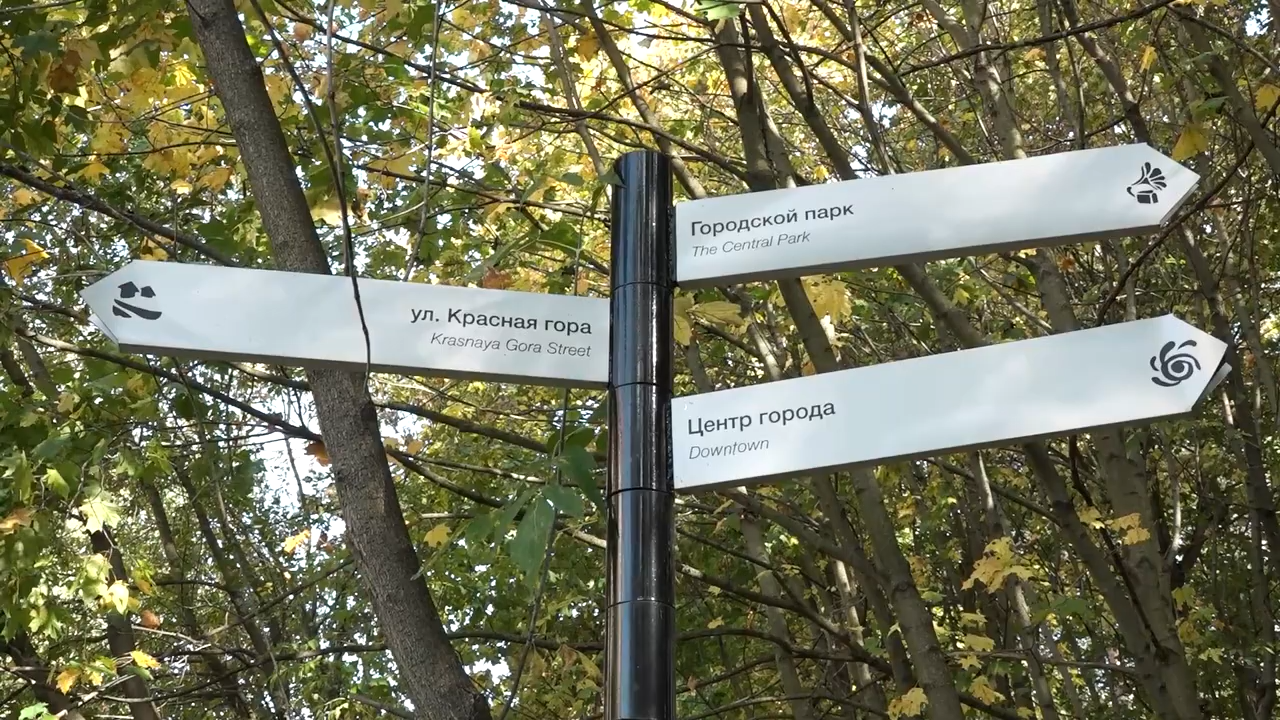 Городской парк
The Central Park
ул. Красная гора
Krasnaya Gora Street
Центр города
Downtown